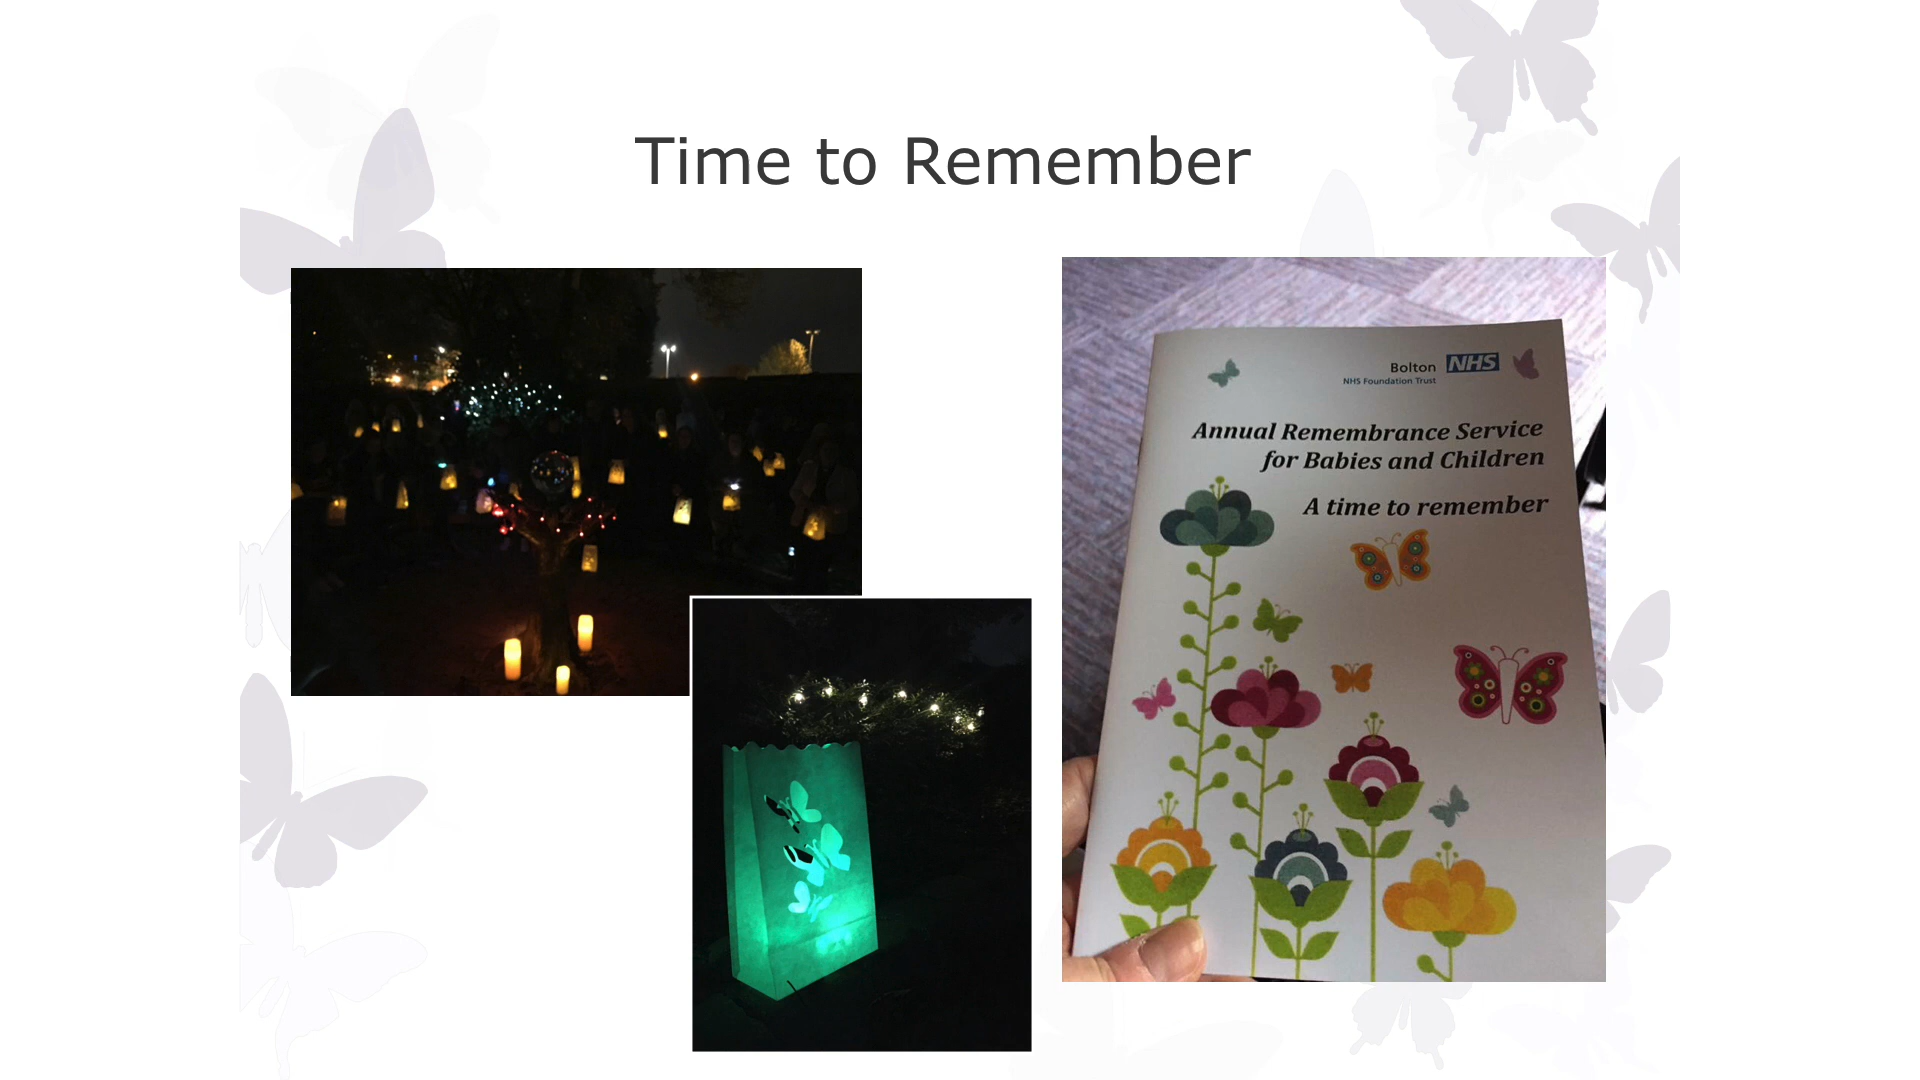 Time to Remember
Bolton NHS
NHS Foundation Trust
Annual Remembrance Service
for Babies and Children
A time to remember